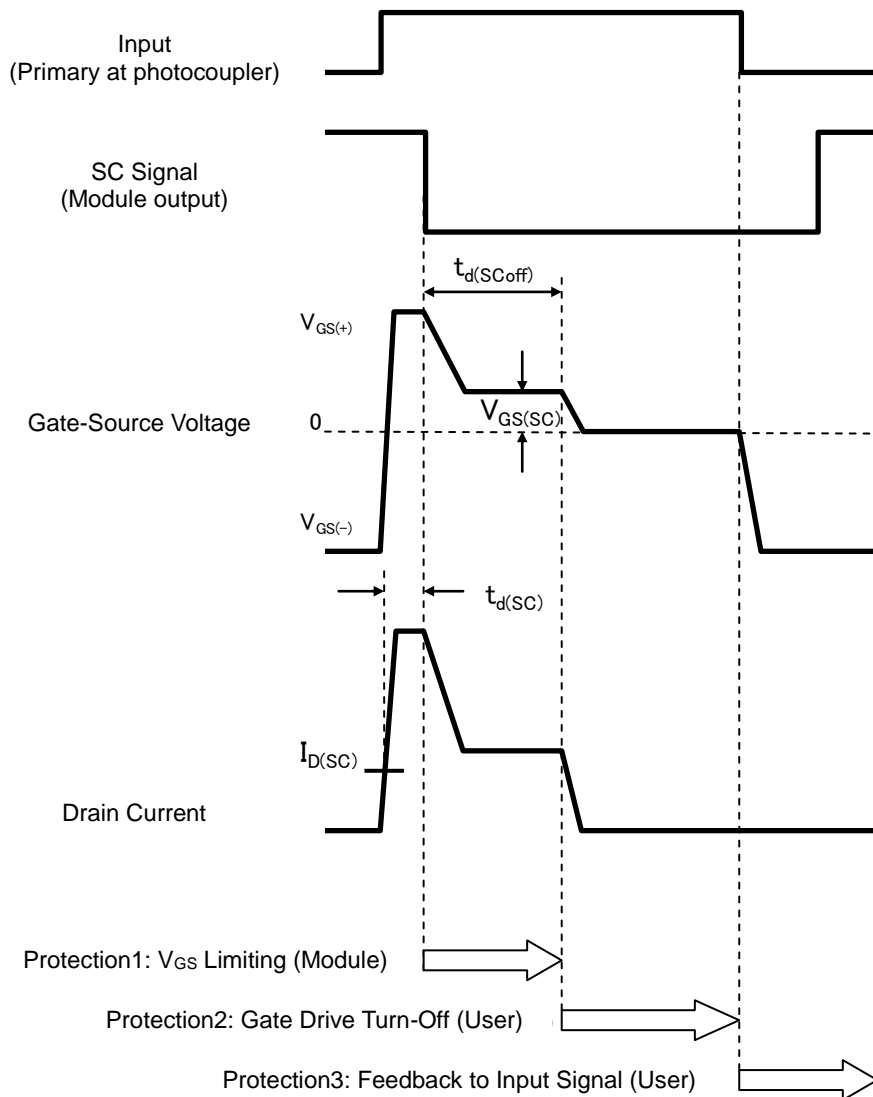 Input
(Primary at photocoupler)
SC Signal
(Module output)
td(SCoff)
VGS(+)
VGS(SC)
Gate-Source Voltage
0
VGS(−)
td(SC)
ID(SC)
Drain Current
Protection1: VGS Limiting (Module)
Protection2: Gate Drive Turn-Off (User)
Protection3: Feedback to Input Signal (User)